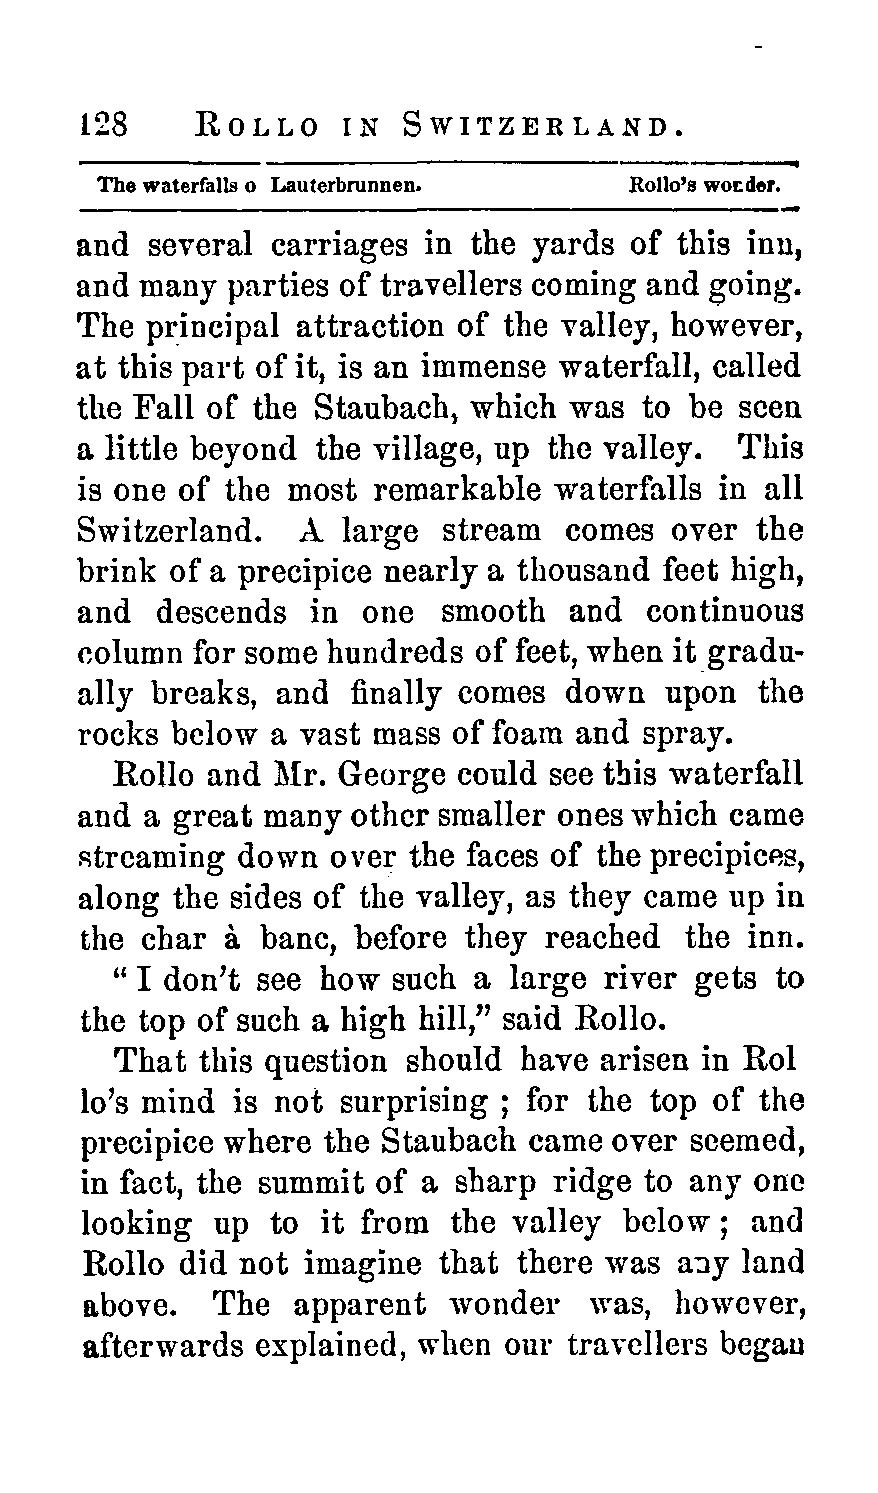 128 ROLLO IN SWITZERLAND.
The waterfalls o Lauterbrunnen. Rollo's wonder.
and several carriages in the yards of this inn,
and many parties of travellers coming and going.
The principal attraction of the valley, however,
at this part of it, is an immense waterfall, called
the Fall of the Staubach, which was to be seen
a little beyond the village, up the valley. This
is one of the most remarkable waterfalls in all
Switzerland. A large stream comes over the
brink of a precipice nearly a thousand feet high,
and descends in one smooth and continuous
column for some hundreds of feet, when it gradu-
ally breaks, and finally comes down upon the
rocks below a vast mass of foam and spray.
Rollo and Mr. George could see this waterfall
and a great many other smaller ones which came
streaming down over the faces of the precipices,
along the sides of the valley, as they came up in
the char à banc, before they reached the inn.
“ I don't see how such a large river gets to
the top of such a high hill,” said Rollo.
That this question should have arisen in Rol
lo's mind is not surprising ; for the top of the
precipice where the Staubach came over seemed,
in fact, the summit of a sharp ridge to any one
looking up to it from the valley below ; and
Rollo did not imagine that there was any land
above. The apparent wonder was, however,
afterwards explained, when our travellers began